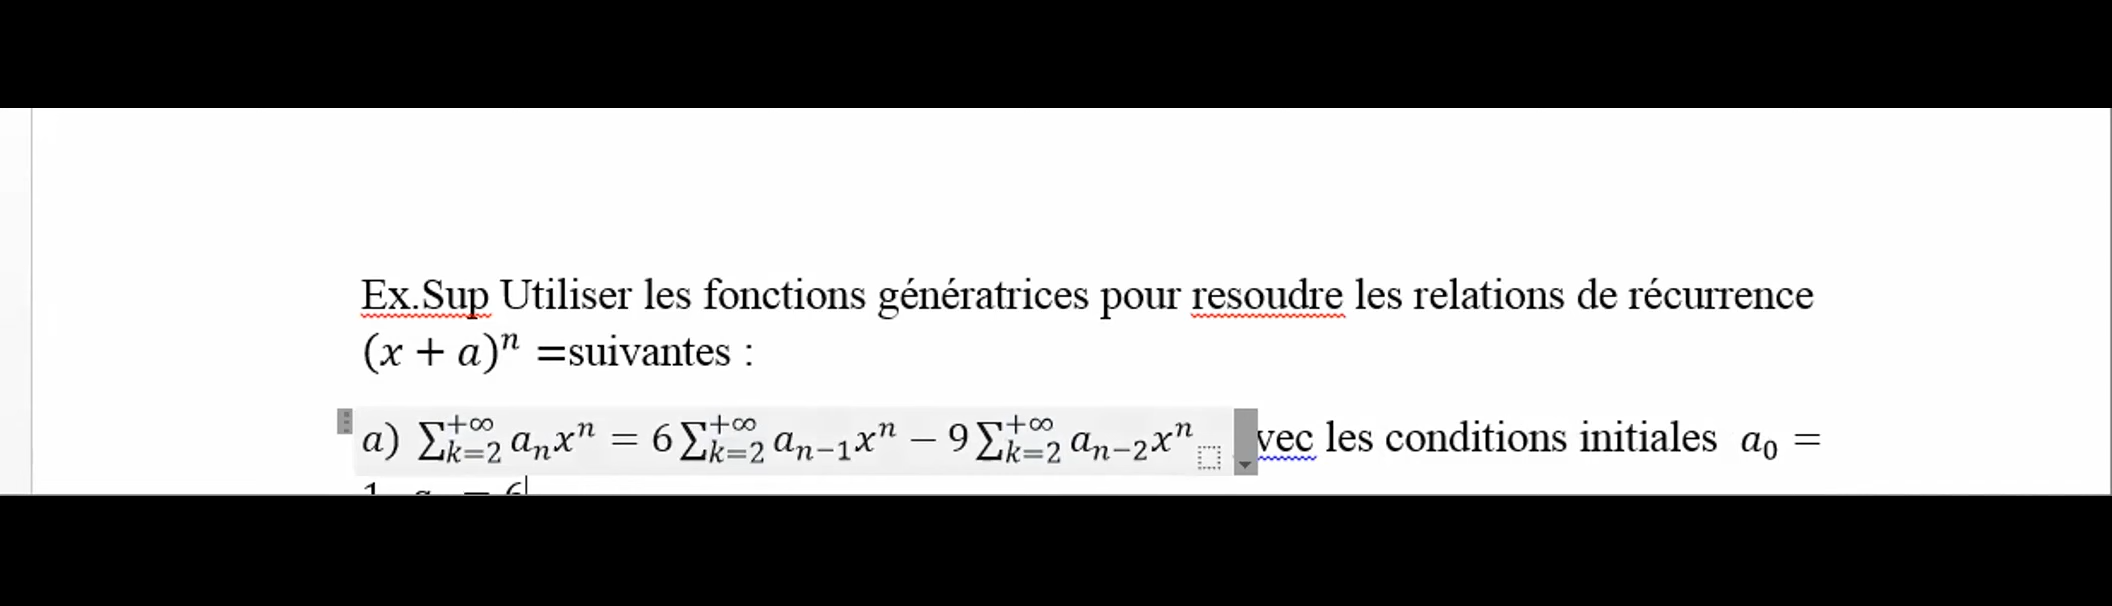 Ex.Sup Utiliser les fonctions génératrices pour resoudre les relations de récurrence
(x + a)ⁿ =suivantes :
a) ∑_{k=2}^{+∞} aₙxⁿ = 6 ∑_{k=2}^{+∞} aₙ₋₁xⁿ − 9 ∑_{k=2}^{+∞} aₙ₋₂xⁿ vec les conditions initiales a₀ =